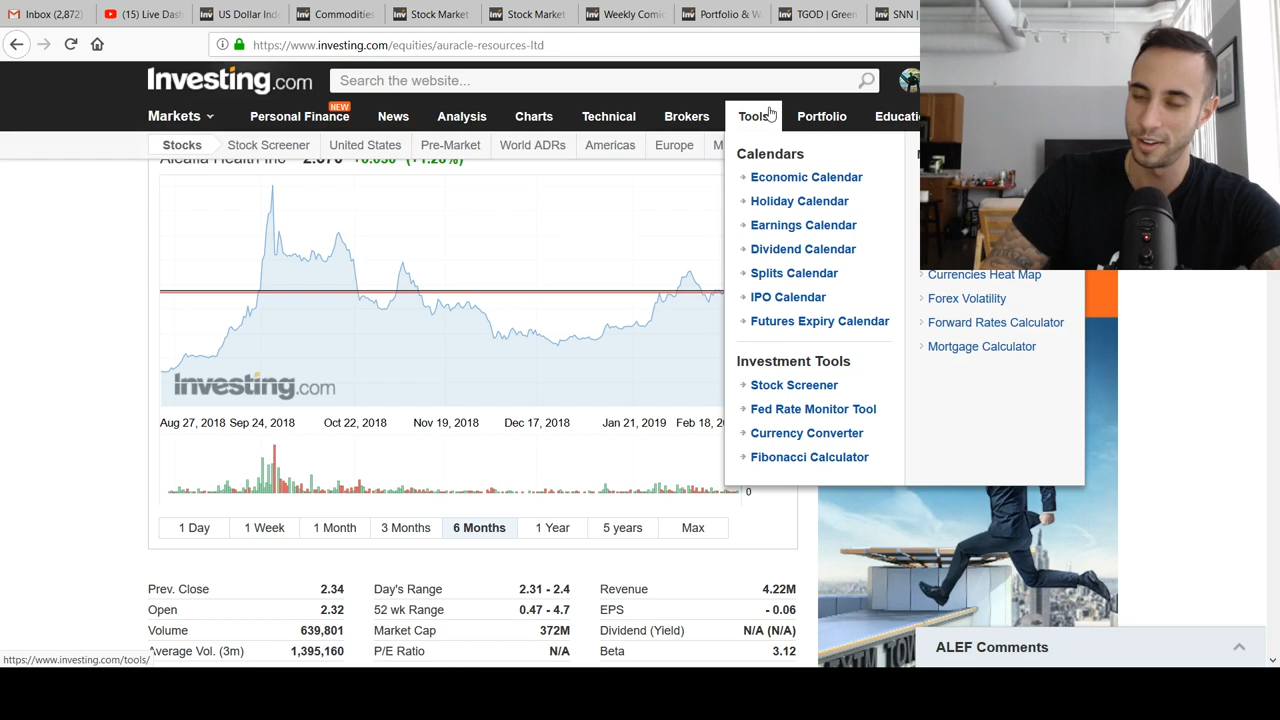 Inbox (2,872)
(15) Live Dash
US Dollar Ind
Commodities
Stock Market
Stock Market
Weekly Comi
Portfolio & W
TGOD | Green
SNN |
https://www.investing.com/equities/auracle-resources-ltd
Investing.com
Search the website...
NEW
Markets
Personal Finance
News
Analysis
Charts
Technical
Brokers
Tools
Portfolio
Educati
Stocks
Stock Screener
United States
Pre-Market
World ADRs
Americas
Europe
M
Calendars
Economic Calendar
Holiday Calendar
Earnings Calendar
Dividend Calendar
Splits Calendar
IPO Calendar
Futures Expiry Calendar
Investment Tools
Stock Screener
Fed Rate Monitor Tool
Currency Converter
Fibonacci Calculator
Currencies Heat Map
Forex Volatility
Forward Rates Calculator
Mortgage Calculator
Investing.com
Aug 27, 2018 Sep 24, 2018 Oct 22, 2018 Nov 19, 2018 Dec 17, 2018 Jan 21, 2019 Feb 18, 2
0
1 Day
1 Week
1 Month
3 Months
6 Months
1 Year
5 years
Max
Prev. Close 2.34 Day's Range 2.31 - 2.4 Revenue 4.22M
Open 2.32 52 wk Range 0.47 - 4.7 EPS - 0.06
Volume 639,801 Market Cap 372M Dividend (Yield) N/A (N/A)
Average Vol. (3m) 1,395,160 P/E Ratio N/A Beta 3.12
https://www.investing.com/tools/
ALEF Comments